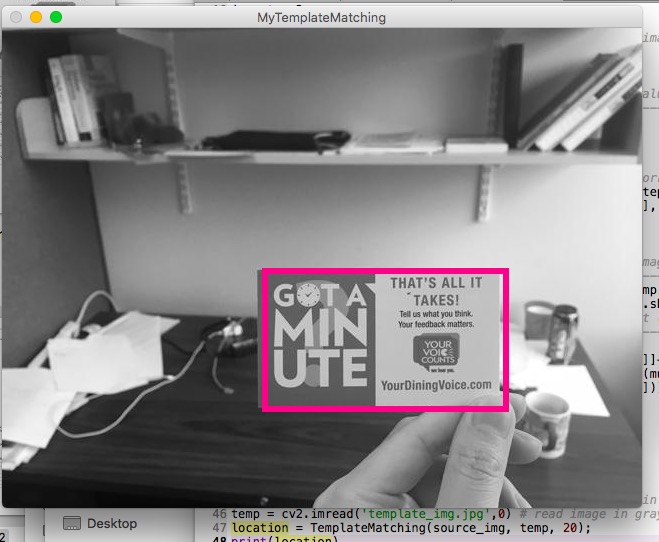 MyTemplateMatching
GOT A
MIN
UTE
THAT'S ALL IT
TAKES!
Tell us what you think.
Your feedback matters.
YOUR
VOICE
COUNTS
we hear you.
YourDiningVoice.com
Desktop
46 temp = cv2.imread('template_img.jpg',0) # read image in gray
47 location = TemplateMatching(source_img, temp, 20);
48 print(location)